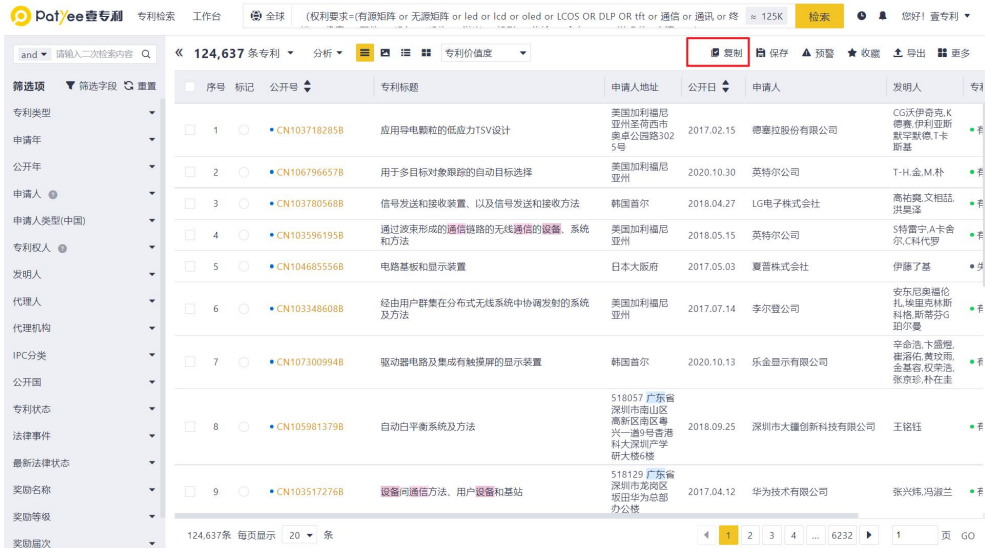 Patyee壹专利 专利检索 工作台 全球 (权利要求=(有源矩阵 or 无源矩阵 or led or lcd or oled or LCOS OR DLP OR tft or 通信 or 通讯 or 终 ≈ 125K 检索 您好! 壹专利
and 请输入二次检索内容 « 124,637 条专利 分析 专利价值度 复制 保存 预警 收藏 导出 更多
筛选项 筛选字段 重置
序号 标记 公开号 专利标题 申请人地址 公开日 申请人 发明人
专利类型
申请年
公开年
申请人
申请人类型(中国)
专利权人
发明人
代理人
代理机构
IPC分类
公开国
专利状态
法律事件
最新法律状态
奖励名称
奖励等级
奖励届次
1 CN103718285B 应用导电颗粒的低应力TSV设计 美国加利福尼
亚州圣荷西市
奥卓公园路302
5号 2017.02.15 德塞拉股份有限公司 CG沃伊奇克,K
德赛,伊利亚斯
默罕默德,T卡
斯基
2 CN106796657B 用于多目标对象跟踪的自动目标选择 美国加利福尼
亚州 2020.10.30 英特尔公司 T-H.金,M.朴
3 CN103780568B 信号发送和接收装置、以及信号发送和接收方法 韩国首尔 2018.04.27 LG电子株式会社 高祐奭,文相喆,
洪昊泽
4 CN103596195B 通过波束形成的通信链路的无线通信的设备、系统
和方法 美国加利福尼
亚州 2018.05.15 英特尔公司 S特雷宁,A卡舍
尔,C科代罗
5 CN104685556B 电路基板和显示装置 日本大阪府 2017.05.03 夏普株式会社 伊藤了基
6 CN103348608B 经由用户群集在分布式无线系统中协调发射的系统
及方法 美国加利福尼
亚州 2017.07.14 李尔登公司 安东尼奥福伦
扎,埃里克林斯
科格,斯蒂芬G
珀尔曼
7 CN107300994B 驱动器电路及集成有触摸屏的显示装置 韩国首尔 2020.10.13 乐金显示有限公司 辛命浩,卞盛煜,
崔溶佑,黄玟雨,
金基容,权荣浩,
张京珍,朴在圭
8 CN105981379B 自动白平衡系统及方法 518057 广东省
深圳市南山区
高新区南区粤
兴一道9号香港
科大深圳产学
研大楼6楼 2018.09.25 深圳市大疆创新科技有限公司 王铭钰
9 CN103517276B 设备间通信方法、用户设备和基站 518129 广东省
深圳市龙岗区
坂田华为总部
办公楼 2017.04.12 华为技术有限公司 张兴炜,冯淑兰
124,637条 每页显示 20 条 1 2 3 4 ... 6232 1 页 GO